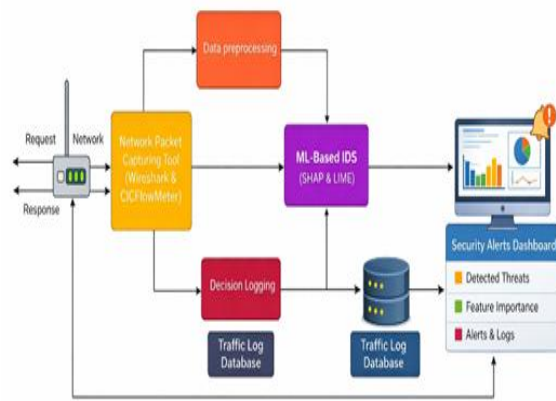 Data preprocessing
Request
Network
Response
Network Packet
Capturing Tool
(Wireshark &
CICFlowMeter)
ML-Based IDS
(SHAP & LIME)
Decision Logging
Traffic Log
Database
Traffic Log
Database
Security Alerts Dashboard
Detected Threats
Feature Importance
Alerts & Logs